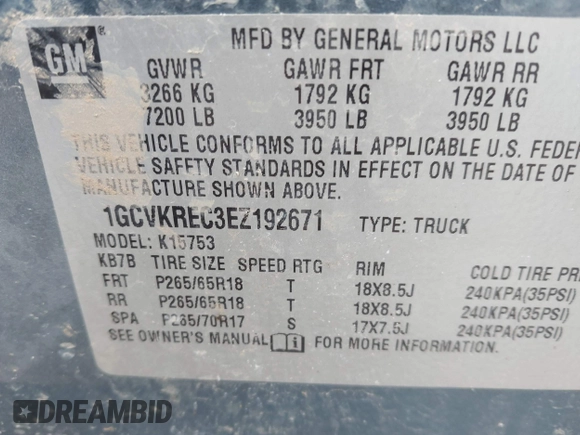 GM
MFD BY GENERAL MOTORS LLC
GVWR GAWR FRT GAWR RR
3266 KG 1792 KG 1792 KG
7200 LB 3950 LB 3950 LB
THIS VEHICLE CONFORMS TO ALL APPLICABLE U.S. FEDE
VEHICLE SAFETY STANDARDS IN EFFECT ON THE DATE OF
MANUFACTURE SHOWN ABOVE.
1GCVKREC3EZ192671 TYPE: TRUCK
MODEL: K15753
KB7B TIRE SIZE SPEED RTG RIM COLD TIRE PR
FRT P265/65R18 T 18X8.5J 240KPA(35PSI)
RR P265/65R18 T 18X8.5J 240KPA(35PSI)
SPA P265/70R17 S 17X7.5J 240KPA(35PSI)
SEE OWNER'S MANUAL FOR MORE INFORMATION.
DREAMBID